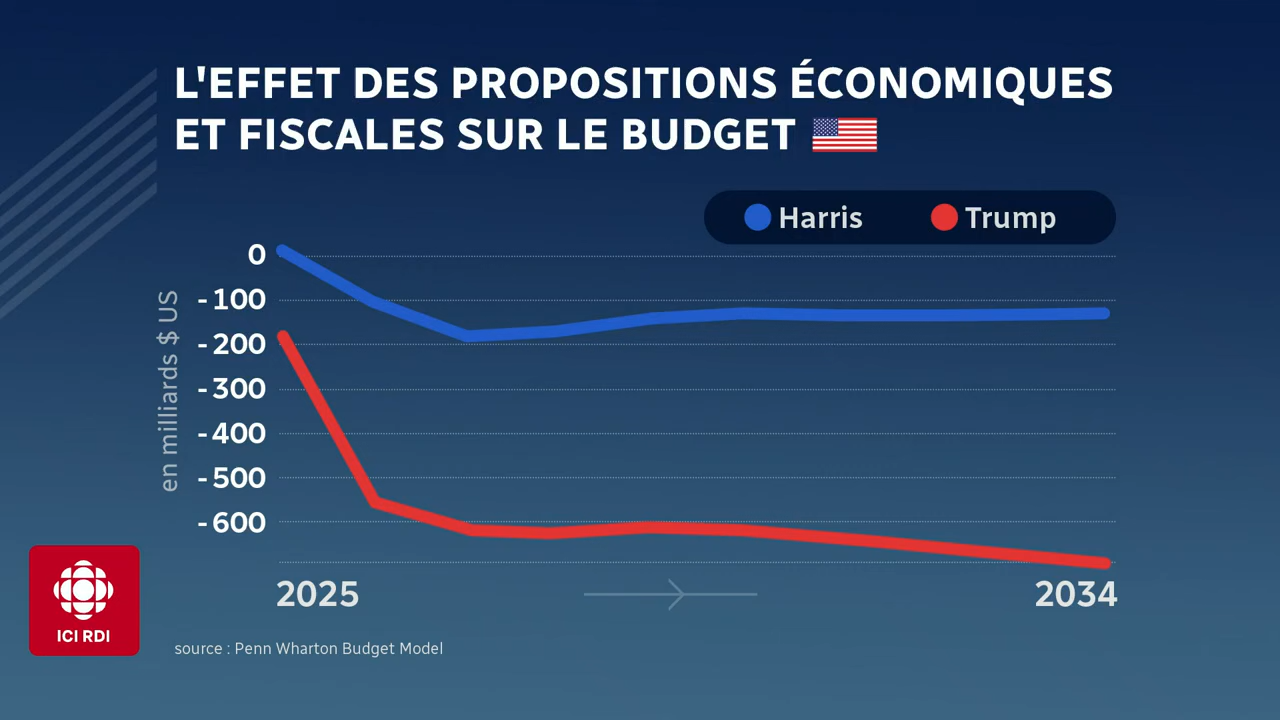 L'EFFET DES PROPOSITIONS ÉCONOMIQUES
ET FISCALES SUR LE BUDGET
Harris
Trump
en milliards $ US
0
-100
-200
-300
-400
-500
-600
2025
2034
ICI RDI
source : Penn Wharton Budget Model